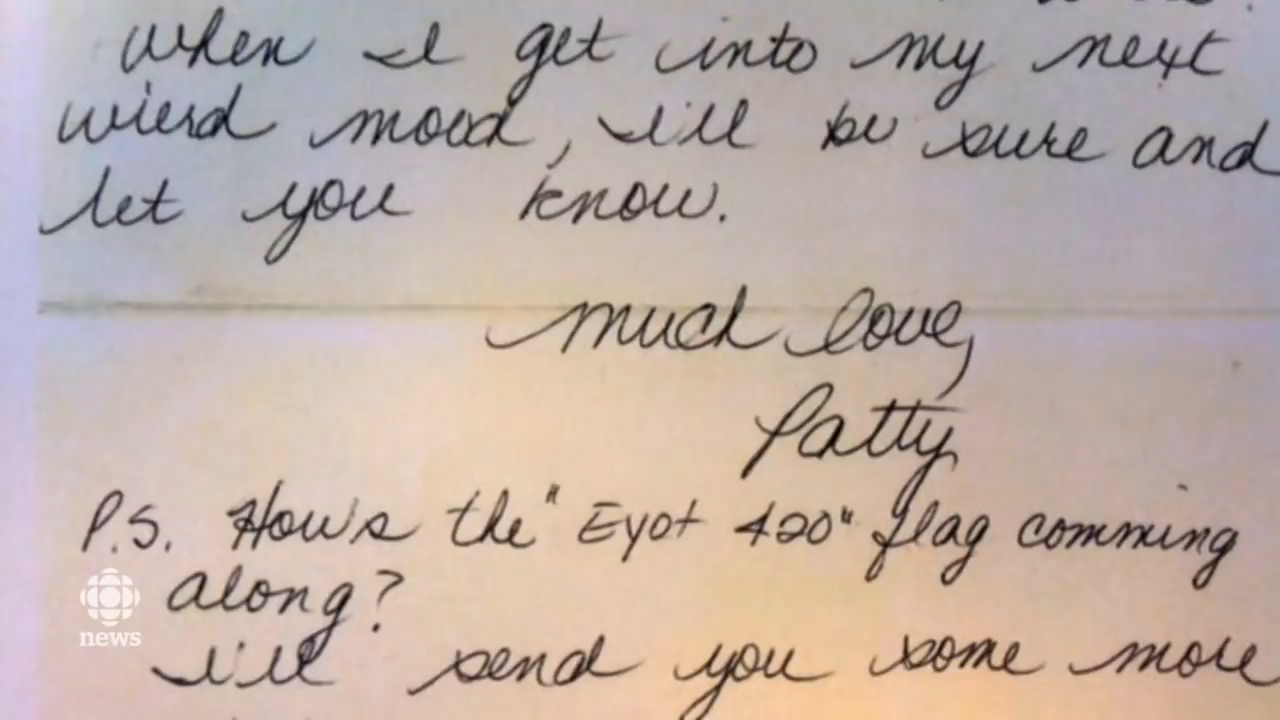 when I get into my next
wierd mood, I'll be sure and
let you know.
much love,
Patty
P.S. How's the "Eyot 420" flag comming
along?
news
I'll send you some more